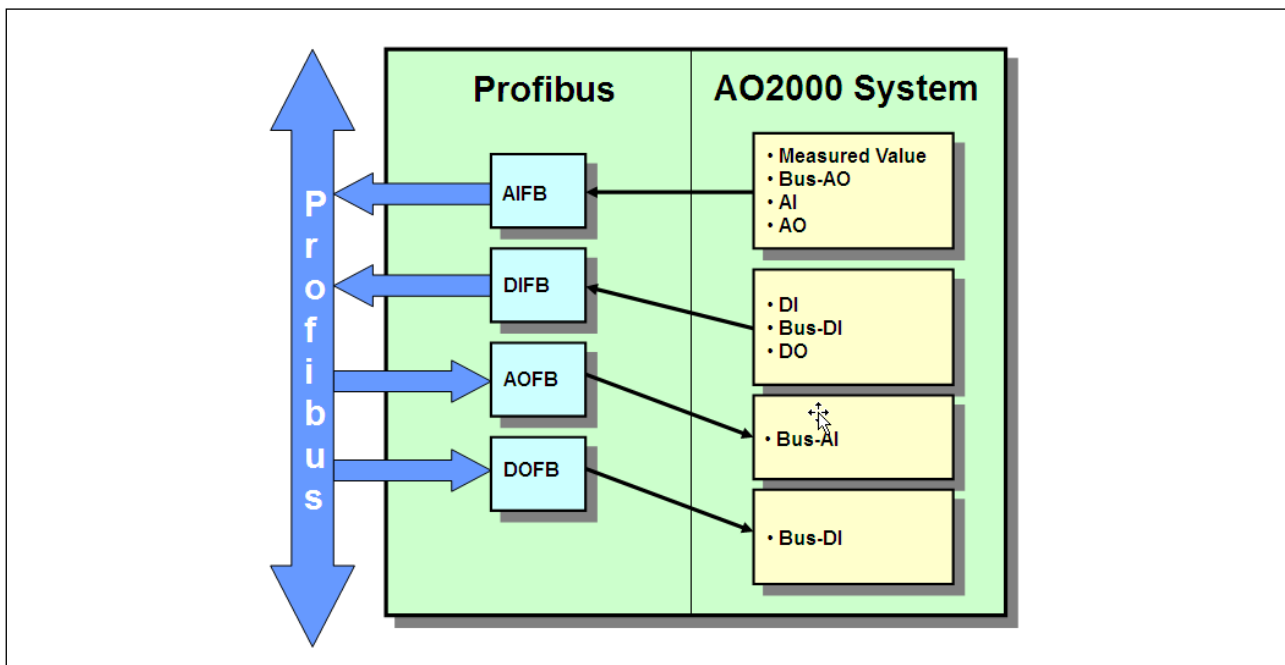 Profibus
Profibus
AO2000 System
AIFB
• Measured Value
• Bus-AO
• AI
• AO
DIFB
• DI
• Bus-DI
• DO
AOFB
• Bus-AI
DOFB
• Bus-DI